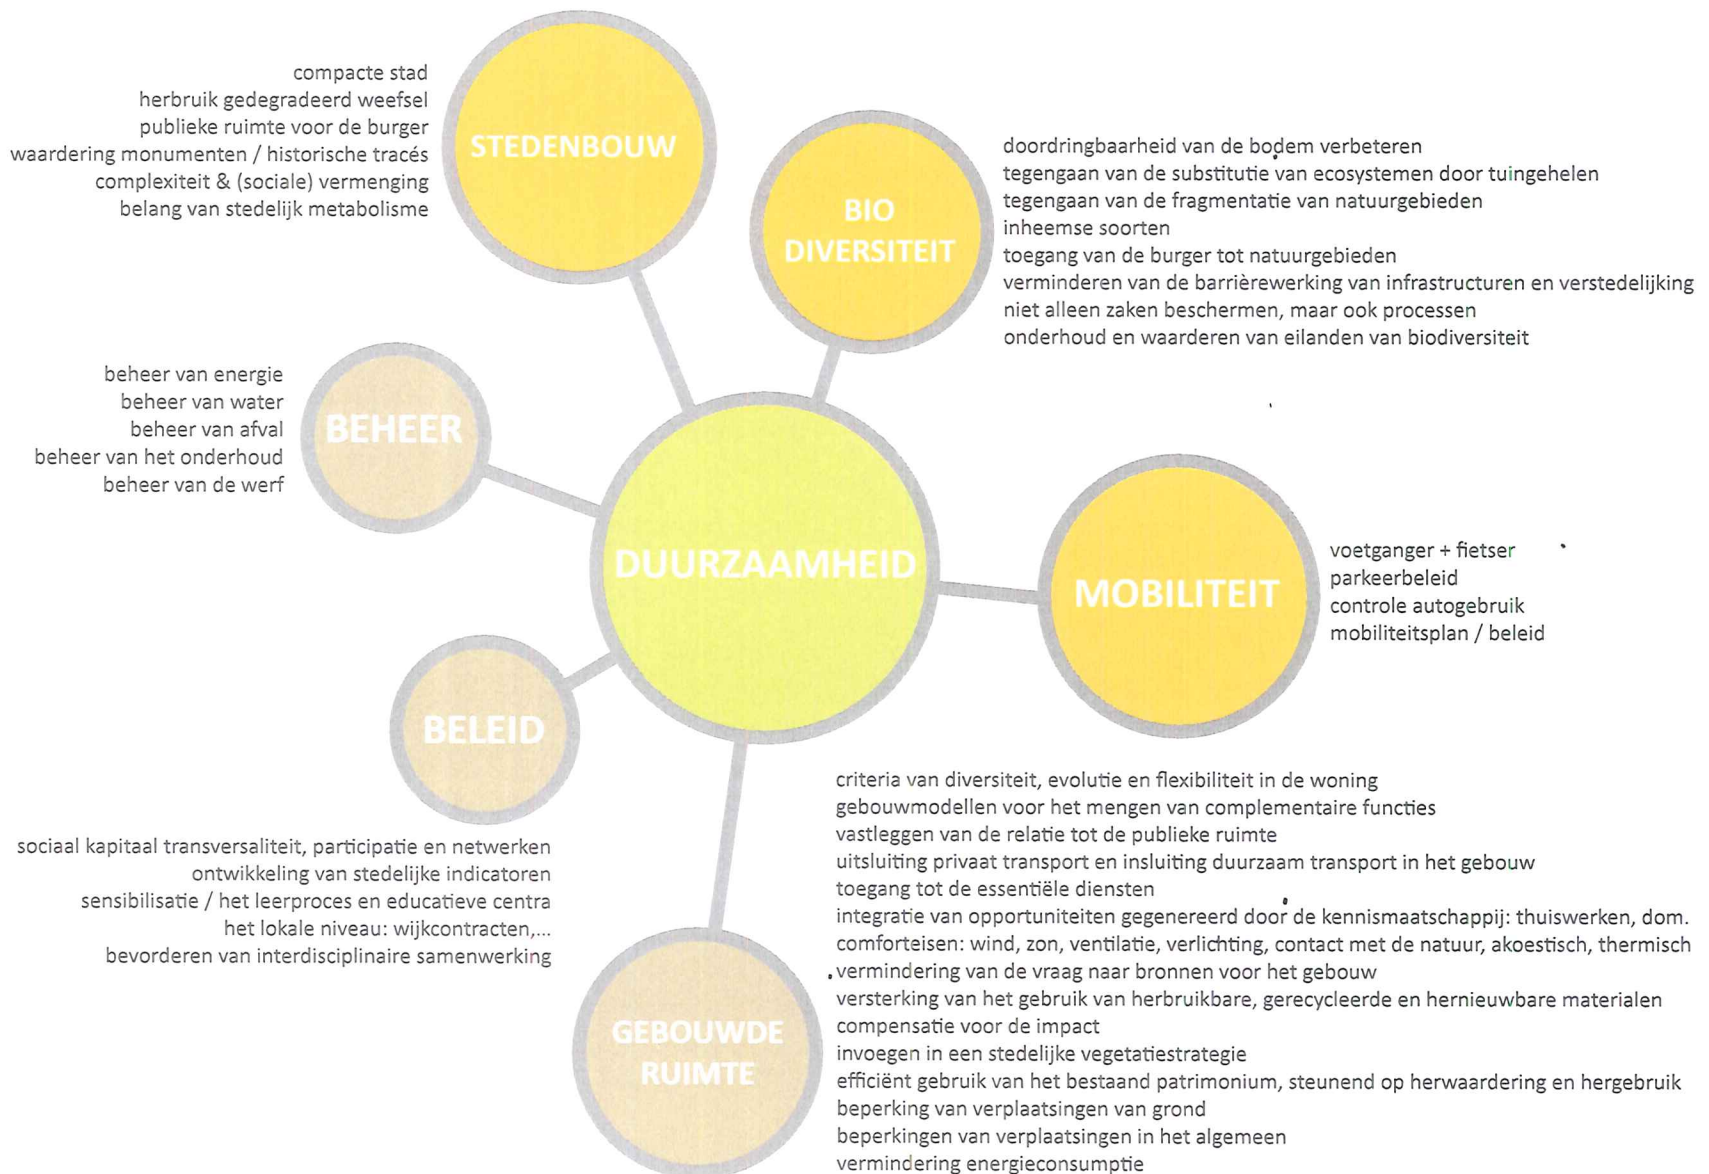 compacte stad
herbruik gedegradeerd weefsel
publieke ruimte voor de burger
waardering monumenten / historische tracés
complexiteit & (sociale) vermenging
belang van stedelijk metabolisme
STEDENBOUW
BIO
DIVERSITEIT
doordringbaarheid van de bodem verbeteren
tegengaan van de substitutie van ecosystemen door tuingehelen
tegengaan van de fragmentatie van natuurgebieden
inheemse soorten
toegang van de burger tot natuurgebieden
verminderen van de barrièrewerking van infrastructuren en verstedelijking
niet alleen zaken beschermen, maar ook processen
onderhoud en waarderen van eilanden van biodiversiteit
beheer van energie
beheer van water
beheer van afval
beheer van het onderhoud
beheer van de werf
BEHEER
DUURZAAMHEID
MOBILITEIT
voetganger + fietser
parkeerbeleid
controle autogebruik
mobiliteitsplan / beleid
BELEID
sociaal kapitaal transversaliteit, participatie en netwerken
ontwikkeling van stedelijke indicatoren
sensibilisatie / het leerproces en educatieve centra
het lokale niveau: wijkcontracten,...
bevorderen van interdisciplinaire samenwerking
GEBOUWDE
RUIMTE
criteria van diversiteit, evolutie en flexibiliteit in de woning
gebouwmodellen voor het mengen van complementaire functies
vastleggen van de relatie tot de publieke ruimte
uitsluiting privaat transport en insluiting duurzaam transport in het gebouw
toegang tot de essentiële diensten
integratie van opportuniteiten gegenereerd door de kennismaatschappij: thuiswerken, dom.
comforteisen: wind, zon, ventilatie, verlichting, contact met de natuur, akoestisch, thermisch
vermindering van de vraag naar bronnen voor het gebouw
versterking van het gebruik van herbruikbare, gerecycleerde en hernieuwbare materialen
compensatie voor de impact
invoegen in een stedelijke vegetatiestrategie
efficiënt gebruik van het bestaand patrimonium, steunend op herwaardering en hergebruik
beperking van verplaatsingen van grond
beperkingen van verplaatsingen in het algemeen
vermindering energieconsumptie